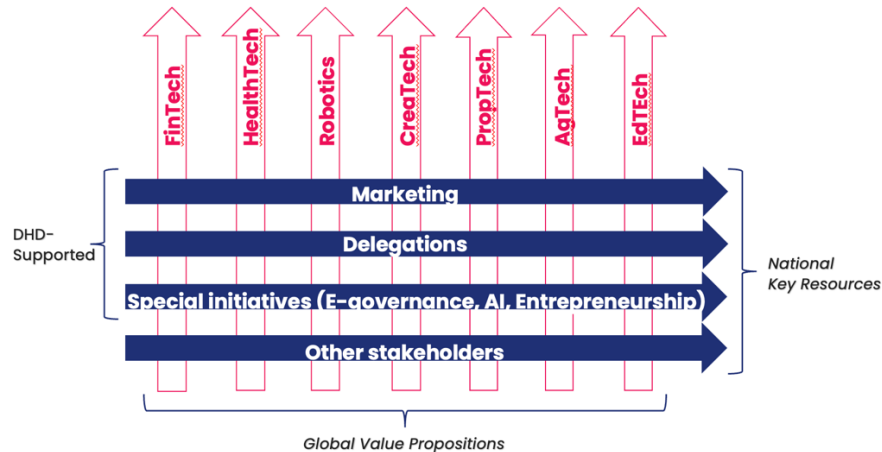 FinTech
HealthTech
Robotics
CreaTech
PropTech
AgTech
EdTEch
Marketing
DHD-
Supported
Delegations
National
Key Resources
Special initiatives (E-governance, AI, Entrepreneurship)
Other stakeholders
Global Value Propositions